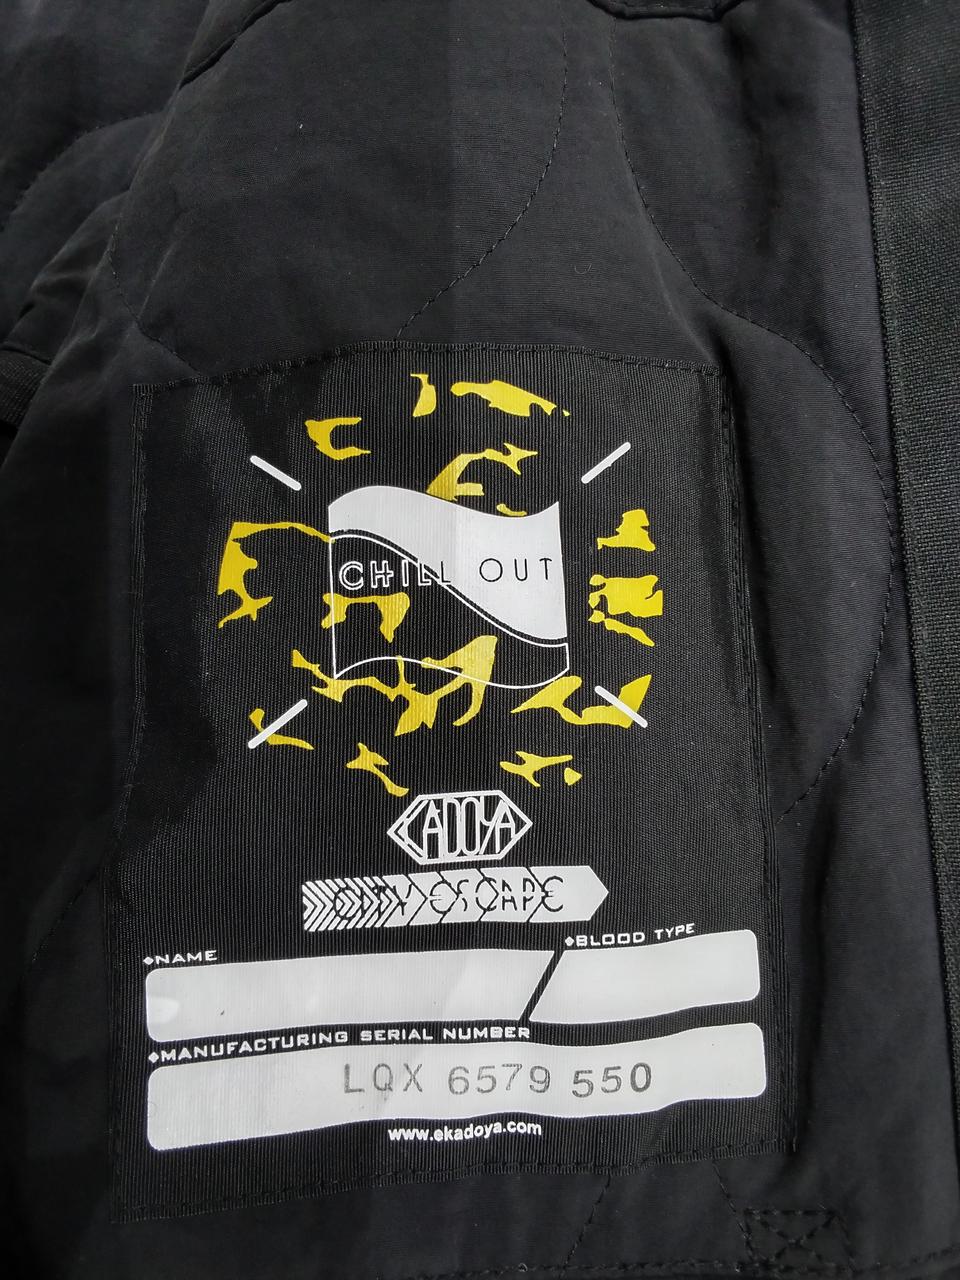 CHILL OUT
KADOYA
CITY ESCAPE
NAME
BLOOD TYPE
MANUFACTURING SERIAL NUMBER
LQX 6579 550
www.ekadoya.com